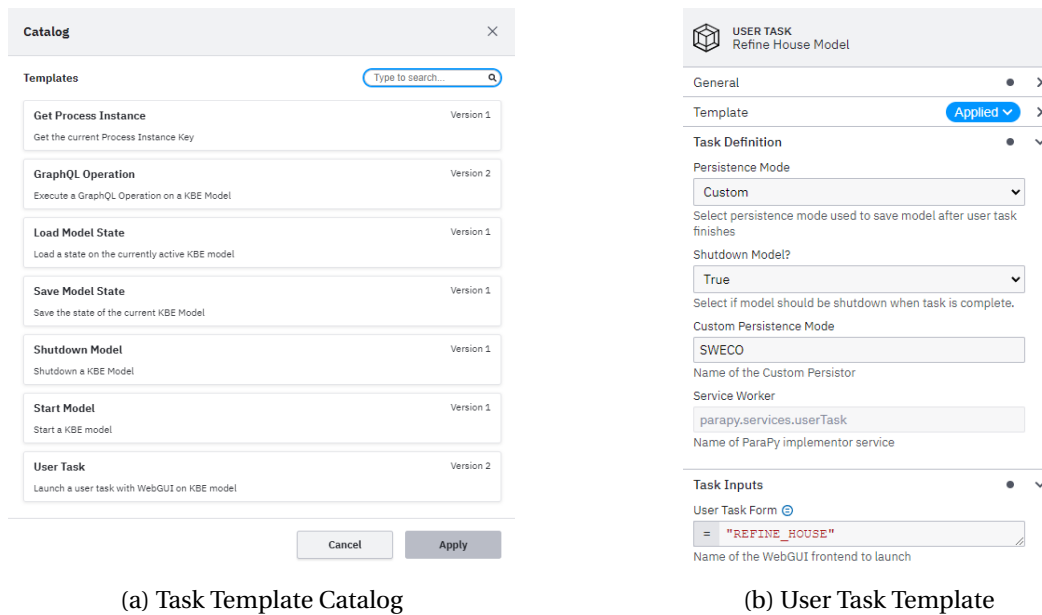 Catalog
Templates
Type to search...
Get Process Instance
Version 1
Get the current Process Instance Key
GraphQL Operation
Version 2
Execute a GraphQL Operation on a KBE Model
Load Model State
Version 1
Load a state on the currently active KBE model
Save Model State
Version 1
Save the state of the current KBE Model
Shutdown Model
Version 1
Shutdown a KBE Model
Start Model
Version 1
Start a KBE model
User Task
Version 2
Launch a user task with WebGUI on KBE model
Cancel
Apply
(a) Task Template Catalog
USER TASK
Refine House Model
General
Template
Applied
Task Definition
Persistence Mode
Custom
Select persistence mode used to save model after user task
finishes
Shutdown Model?
True
Select if model should be shutdown when task is complete.
Custom Persistence Mode
SWECO
Name of the Custom Persistor
Service Worker
parapy.services.userTask
Name of ParaPy implementor service
Task Inputs
User Task Form
= "REFINE_HOUSE"
Name of the WebGUI frontend to launch
(b) User Task Template